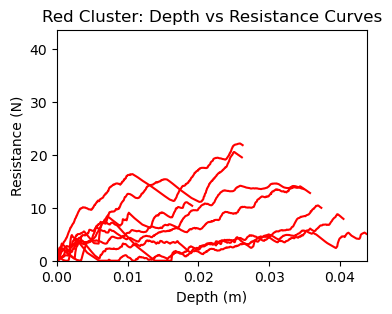 Red Cluster: Depth vs Resistance Curves
40
30
20
10
0
Resistance (N)
0.00 0.01 0.02 0.03 0.04
Depth (m)